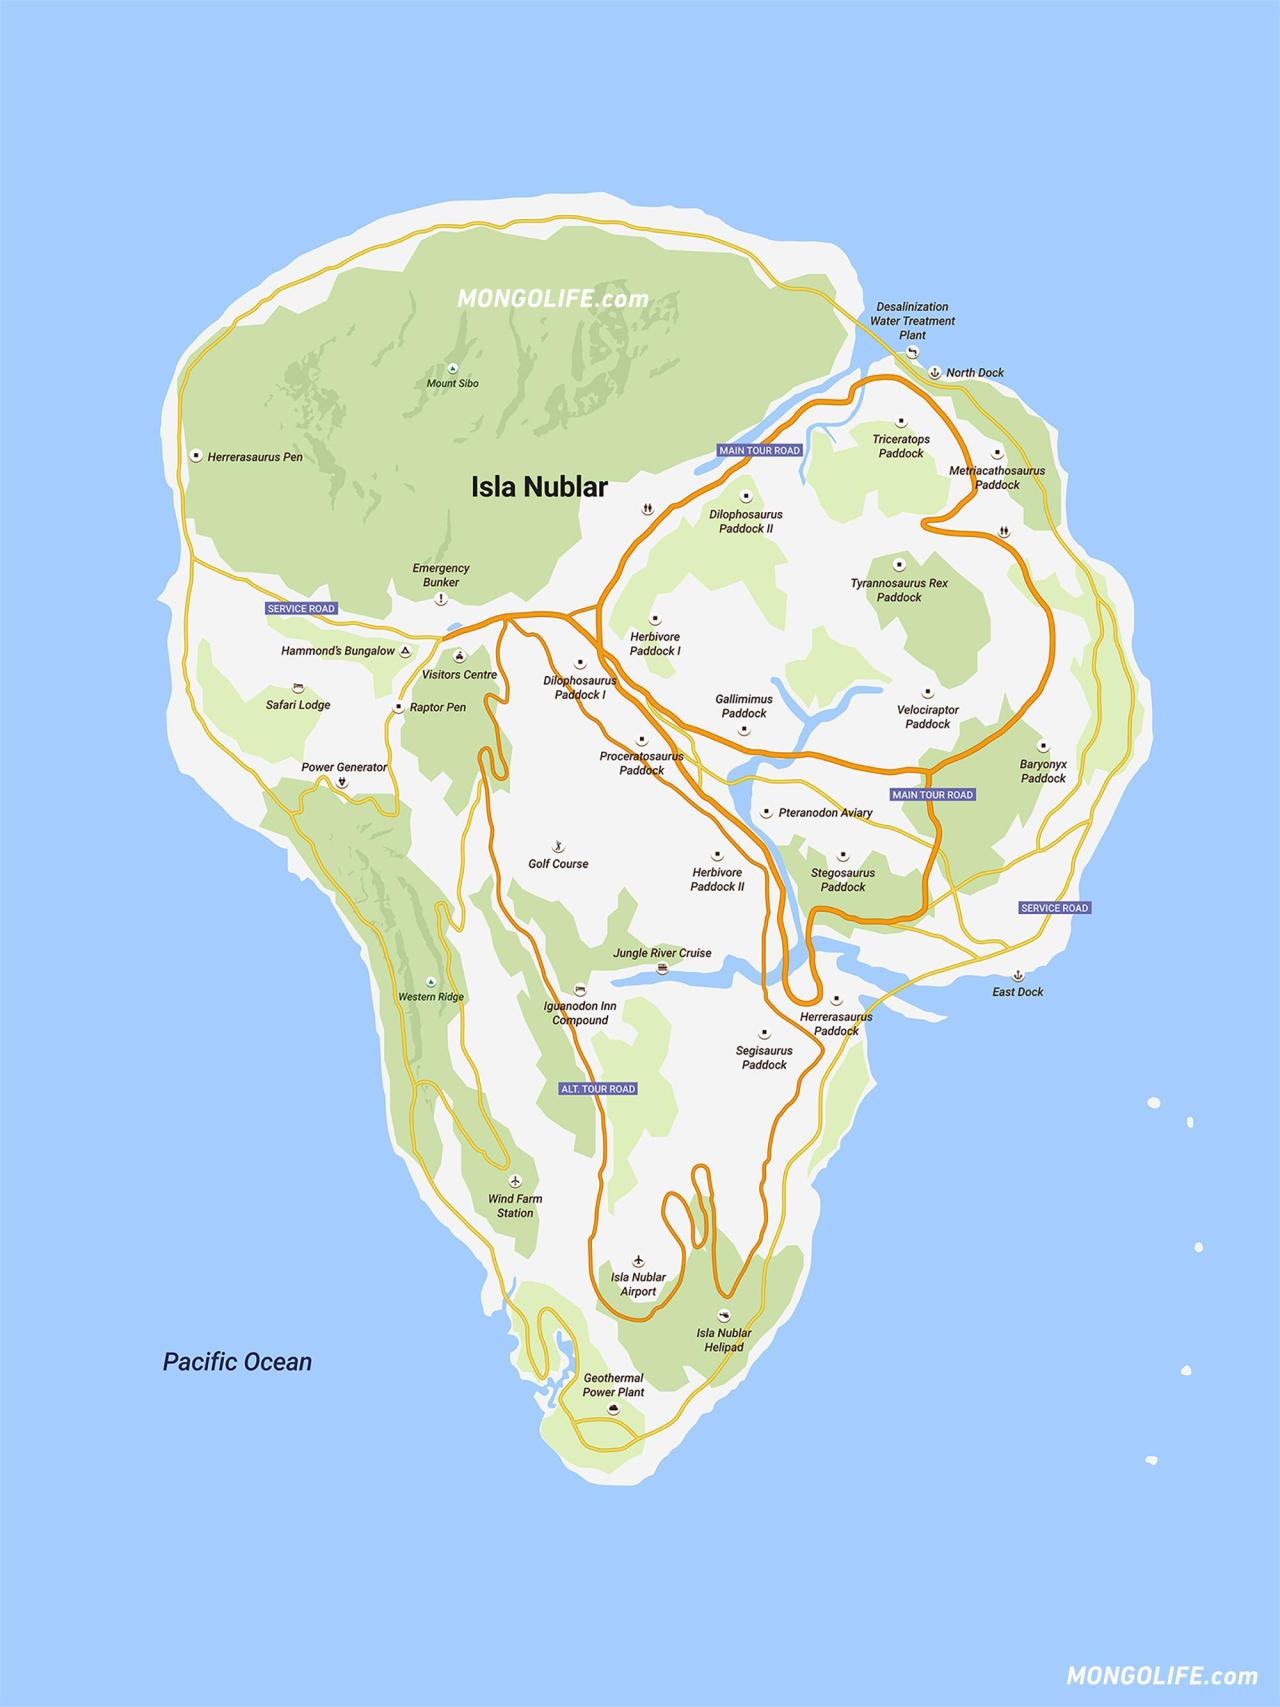 MONGOLIFE.com
Desalinization
Water Treatment
Plant
North Dock
Mount Sibo
Triceratops
Paddock
MAIN TOUR ROAD
Herrerasaurus Pen
Metriacathosaurus
Paddock
Isla Nublar
Dilophosaurus
Paddock II
Emergency
Bunker
Tyrannosaurus Rex
Paddock
SERVICE ROAD
Herbivore
Paddock I
Hammond's Bungalow
Visitors Centre
Dilophosaurus
Paddock I
Safari Lodge
Raptor Pen
Gallimimus
Paddock
Velociraptor
Paddock
Proceratosaurus
Paddock
Power Generator
Baryonyx
Paddock
MAIN TOUR ROAD
Pteranodon Aviary
Golf Course
Herbivore
Paddock II
Stegosaurus
Paddock
SERVICE ROAD
Jungle River Cruise
Western Ridge
East Dock
Iguanodon Inn
Compound
Herrerasaurus
Paddock
Segisaurus
Paddock
ALT. TOUR ROAD
Wind Farm
Station
Isla Nublar
Airport
Isla Nublar
Helipad
Pacific Ocean
Geothermal
Power Plant
MONGOLIFE.com